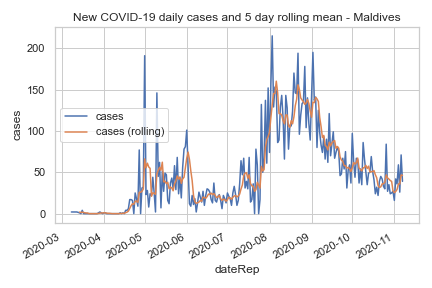 New COVID-19 daily cases and 5 day rolling mean - Maldives
200
150
100
50
0
cases
cases
cases (rolling)
2020-03
2020-04
2020-05
2020-06
2020-07
2020-08
2020-09
2020-10
2020-11
dateRep